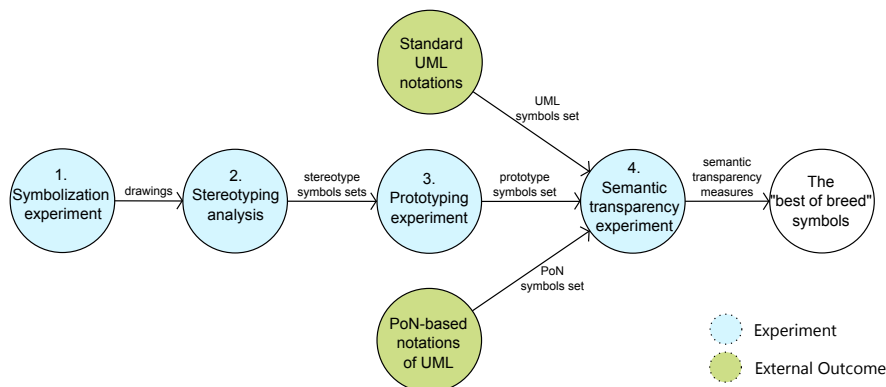 Standard
UML
notations
UML
symbols set
1.
Symbolization
experiment
drawings
2.
Stereotyping
analysis
stereotype
symbols sets
3.
Prototyping
experiment
prototype
symbols set
4.
Semantic
transparency
experiment
semantic
transparency
measures
The
"best of breed"
symbols
PoN
symbols set
PoN-based
notations
of UML
Experiment
External Outcome